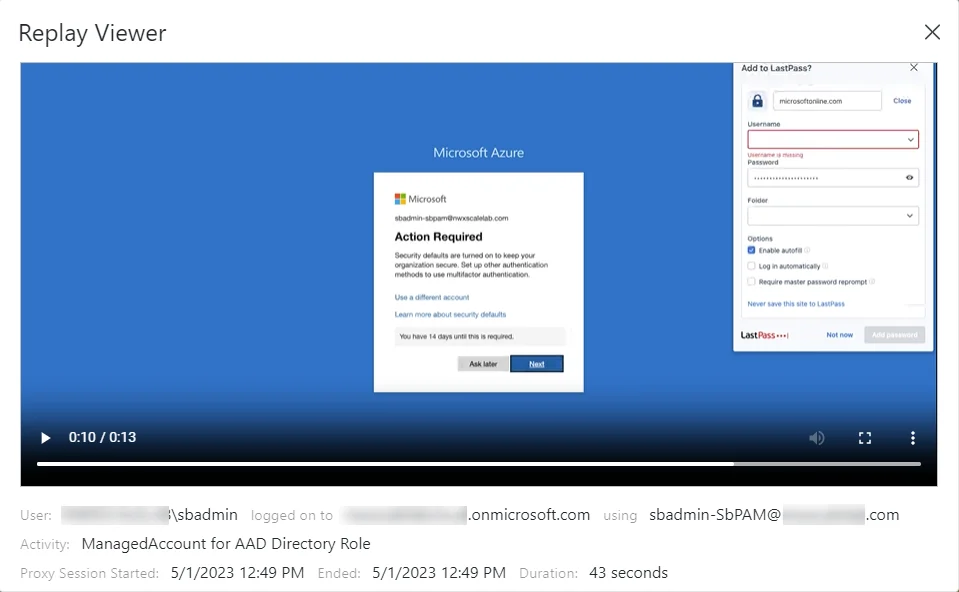 Replay Viewer
Add to LastPass?
microsoftonline.com Close
Username
Username is missing
Password
Folder
Options
Enable autofill
Log in automatically
Require master password reprompt
Never save this site to LastPass
LastPass Not now Add password
Microsoft Azure
Microsoft
sbadmin-sbpam@nwxscalelab.com
Action Required
Security defaults are turned on to keep your
organization secure. Set up other authentication
methods to use multifactor authentication.
Use a different account
Learn more about security defaults
You have 14 days until this is required.
Ask later Next
0:10 / 0:13
User: \sbadmin logged on to .onmicrosoft.com using sbadmin-SbPAM@ .com
Activity: ManagedAccount for AAD Directory Role
Proxy Session Started: 5/1/2023 12:49 PM Ended: 5/1/2023 12:49 PM Duration: 43 seconds